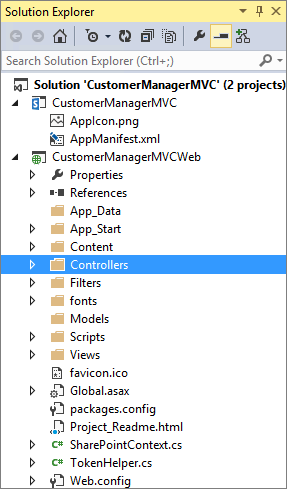 Solution Explorer
Search Solution Explorer (Ctrl+;)
Solution 'CustomerManagerMVC' (2 projects)
CustomerManagerMVC
AppIcon.png
AppManifest.xml
CustomerManagerMVCWeb
Properties
References
App_Data
App_Start
Content
Controllers
Filters
fonts
Models
Scripts
Views
favicon.ico
Global.asax
packages.config
Project_Readme.html
C# SharePointContext.cs
C# TokenHelper.cs
Web.config